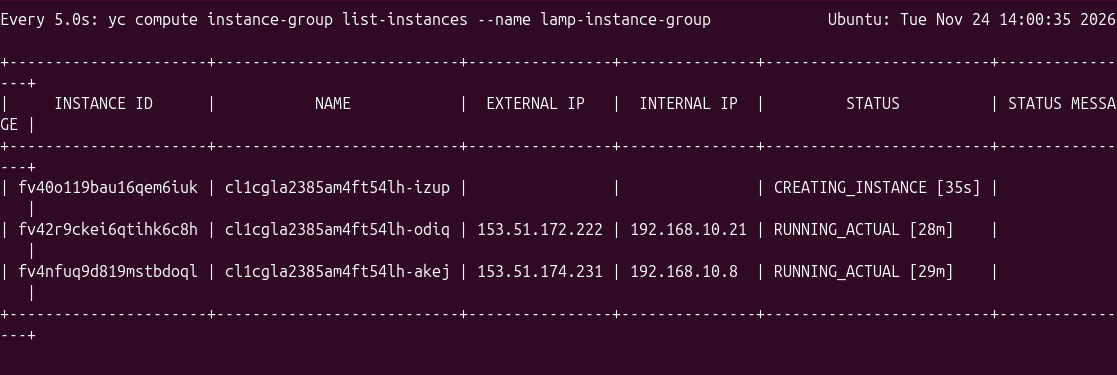 Every 5.0s: yc compute instance-group list-instances --name lamp-instance-group             Ubuntu: Tue Nov 24 14:00:35 2026

+----------------------+---------------------------+----------------+---------------+-------------------------+-------------
---+
|     INSTANCE ID      |           NAME            |  EXTERNAL IP   |  INTERNAL IP  |         STATUS          | STATUS MESSA
GE |
+----------------------+---------------------------+----------------+---------------+-------------------------+-------------
---+
| fv40o119bau16qem6iuk | cl1cgla2385am4ft54lh-izup |                |               | CREATING_INSTANCE [35s] |
   |
| fv42r9ckei6qtihk6c8h | cl1cgla2385am4ft54lh-odiq | 153.51.172.222 | 192.168.10.21 | RUNNING_ACTUAL [28m]    |
   |
| fv4nfuq9d819mstbdoql | cl1cgla2385am4ft54lh-akej | 153.51.174.231 | 192.168.10.8  | RUNNING_ACTUAL [29m]    |
   |
+----------------------+---------------------------+----------------+---------------+-------------------------+-------------
---+